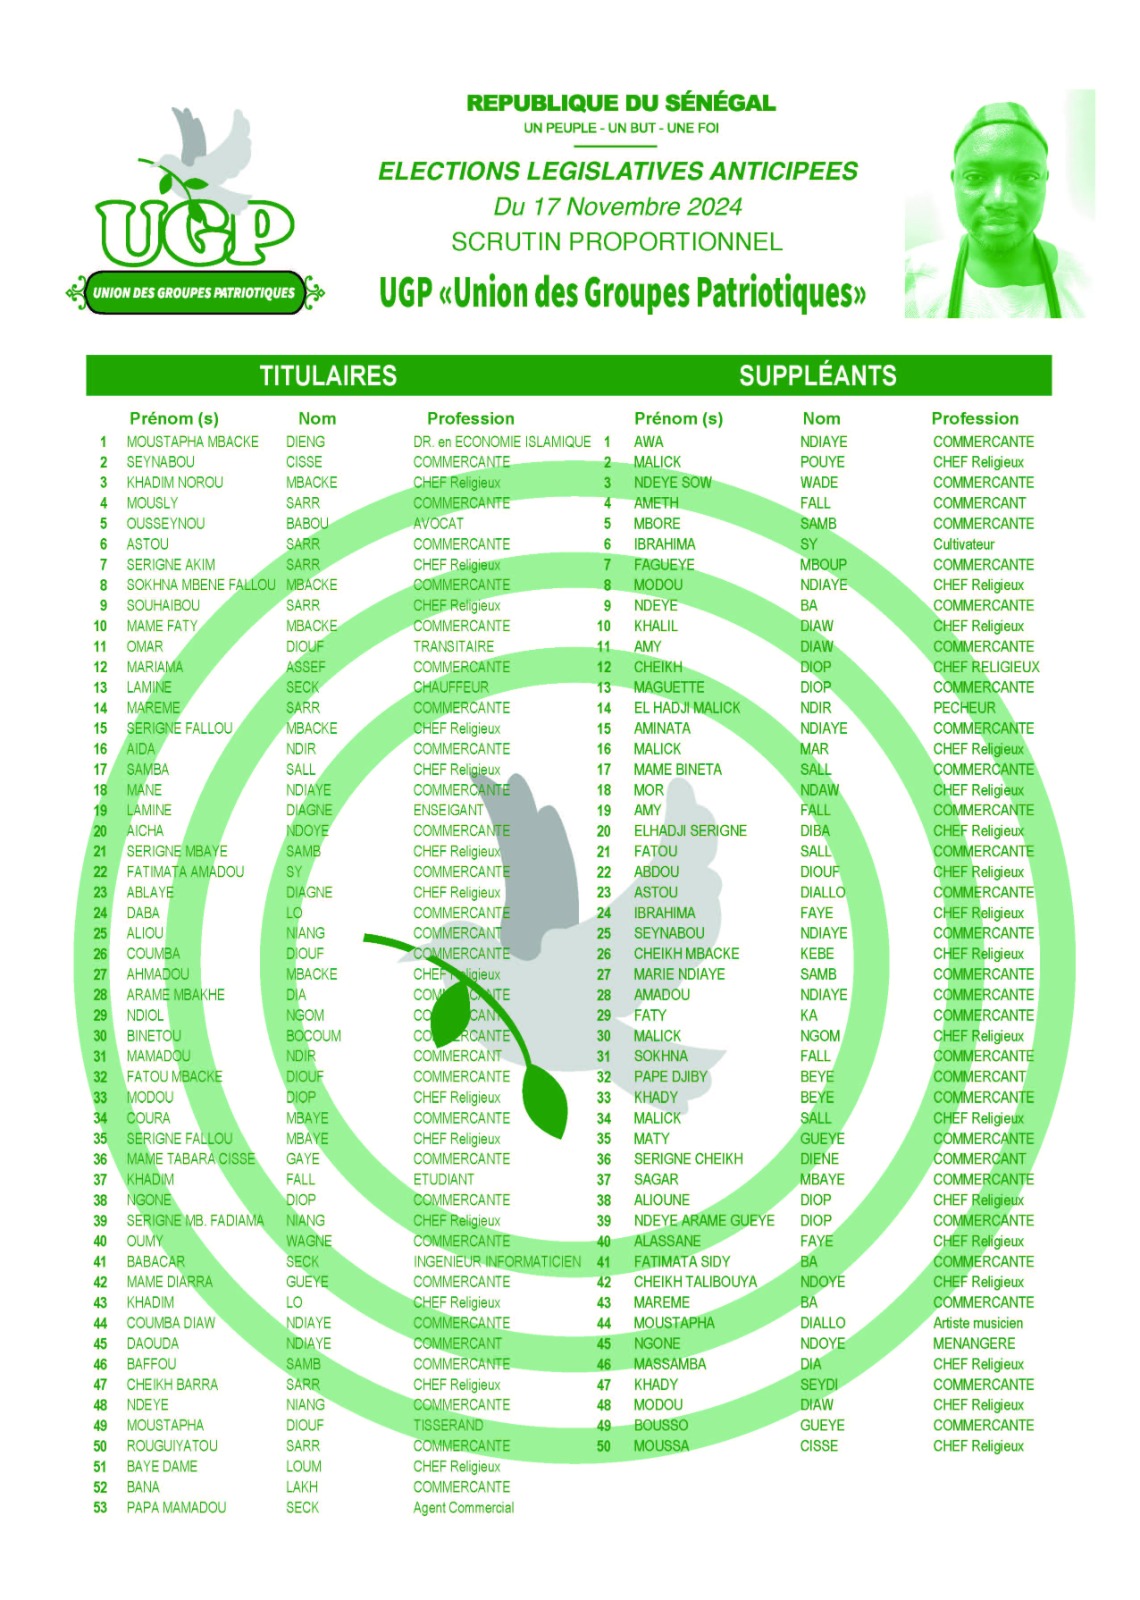 REPUBLIQUE DU SÉNÉGAL
UN PEUPLE - UN BUT - UNE FOI
ELECTIONS LEGISLATIVES ANTICIPEES
Du 17 Novembre 2024
SCRUTIN PROPORTIONNEL
UGP «Union des Groupes Patriotiques»
UGP
UNION DES GROUPES PATRIOTIQUES
TITULAIRES SUPPLÉANTS
Prénom (s) Nom Profession Prénom (s) Nom Profession
1 MOUSTAPHA MBACKE DIENG DR. en ECONOMIE ISLAMIQUE 1 AWA NDIAYE COMMERCANTE
2 SEYNABOU CISSE COMMERCANTE 2 MALICK POUYE CHEF Religieux
3 KHADIM NOROU MBACKE CHEF Religieux 3 NDEYE SOW WADE COMMERCANTE
4 MOUSLY SARR COMMERCANTE 4 AMETH FALL COMMERCANT
5 OUSSEYNOU BABOU AVOCAT 5 MBORE SAMB COMMERCANTE
6 ASTOU SARR COMMERCANTE 6 IBRAHIMA SY Cultivateur
7 SERIGNE AKIM SARR CHEF Religieux 7 FAGUEYE MBOUP COMMERCANTE
8 SOKHNA MBENE FALLOU MBACKE COMMERCANTE 8 MODOU NDIAYE CHEF Religieux
9 SOUHAIBOU SARR CHEF Religieux 9 NDEYE BA COMMERCANTE
10 MAME FATY MBACKE COMMERCANTE 10 KHALIL DIAW CHEF Religieux
11 OMAR DIOUF TRANSITAIRE 11 AMY DIAW COMMERCANTE
12 MARIAMA ASSEF COMMERCANTE 12 CHEIKH DIOP CHEF RELIGIEUX
13 LAMINE SECK CHAUFFEUR 13 MAGUETTE DIOP COMMERCANTE
14 MAREME SARR COMMERCANTE 14 EL HADJI MALICK NDIR PECHEUR
15 SERIGNE FALLOU MBACKE CHEF Religieux 15 AMINATA NDIAYE COMMERCANTE
16 AIDA NDIR COMMERCANTE 16 MALICK MAR CHEF Religieux
17 SAMBA SALL CHEF Religieux 17 MAME BINETA SALL COMMERCANTE
18 MANE NDIAYE COMMERCANTE 18 MOR NDAW CHEF Religieux
19 LAMINE DIAGNE ENSEIGANT 19 AMY FALL COMMERCANTE
20 AICHA NDOYE COMMERCANTE 20 ELHADJI SERIGNE DIBA CHEF Religieux
21 SERIGNE MBAYE SAMB CHEF Religieux 21 FATOU SALL COMMERCANTE
22 FATIMATA AMADOU SY COMMERCANTE 22 ABDOU DIOUF CHEF Religieux
23 ABLAYE DIAGNE CHEF Religieux 23 ASTOU DIALLO COMMERCANTE
24 DABA LO COMMERCANTE 24 IBRAHIMA FAYE CHEF Religieux
25 ALIOU NIANG COMMERCANT 25 SEYNABOU NDIAYE COMMERCANTE
26 COUMBA DIOUF COMMERCANTE 26 CHEIKH MBACKE KEBE CHEF Religieux
27 AHMADOU MBACKE CHEF Religieux 27 MARIE NDIAYE SAMB COMMERCANTE
28 ARAME MBAKHE DIA COMMERCANTE 28 AMADOU NDIAYE COMMERCANTE
29 NDIOL NGOM COMMERCANT 29 FATY KA COMMERCANTE
30 BINETOU BOCOUM COMMERCANTE 30 MALICK NGOM CHEF Religieux
31 MAMADOU NDIR COMMERCANT 31 SOKHNA FALL COMMERCANTE
32 FATOU MBACKE DIOUF COMMERCANTE 32 PAPE DJIBY BEYE COMMERCANT
33 MODOU DIOP CHEF Religieux 33 KHADY BEYE COMMERCANTE
34 COURA MBAYE COMMERCANTE 34 MALICK SALL CHEF Religieux
35 SERIGNE FALLOU MBAYE CHEF Religieux 35 MATY GUEYE COMMERCANTE
36 MAME TABARA CISSE GAYE COMMERCANTE 36 SERIGNE CHEIKH DIENE COMMERCANT
37 KHADIM FALL ETUDIANT 37 SAGAR MBAYE COMMERCANTE
38 NGONE DIOP COMMERCANTE 38 ALIOUNE DIOP CHEF Religieux
39 SERIGNE MB. FADIAMA NIANG CHEF Religieux 39 NDEYE ARAME GUEYE DIOP COMMERCANTE
40 OUMY WAGNE COMMERCANTE 40 ALASSANE FAYE CHEF Religieux
41 BABACAR SECK INGENIEUR INFORMATICIEN 41 FATIMATA SIDY BA COMMERCANTE
42 MAME DIARRA GUEYE COMMERCANTE 42 CHEIKH TALIBOUYA NDOYE CHEF Religieux
43 KHADIM LO CHEF Religieux 43 MAREME BA COMMERCANTE
44 COUMBA DIAW NDIAYE COMMERCANTE 44 MOUSTAPHA DIALLO Artiste musicien
45 DAOUDA NDIAYE COMMERCANT 45 NGONE NDOYE MENANGERE
46 BAFFOU SAMB COMMERCANTE 46 MASSAMBA DIA CHEF Religieux
47 CHEIKH BARRA SARR CHEF Religieux 47 KHADY SEYDI COMMERCANTE
48 NDEYE NIANG COMMERCANTE 48 MODOU DIAW CHEF Religieux
49 MOUSTAPHA DIOUF TISSERAND 49 BOUSSO GUEYE COMMERCANTE
50 ROUGUIYATOU SARR COMMERCANTE 50 MOUSSA CISSE CHEF Religieux
51 BAYE DAME LOUM CHEF Religieux
52 BANA LAKH COMMERCANTE
53 PAPA MAMADOU SECK Agent Commercial